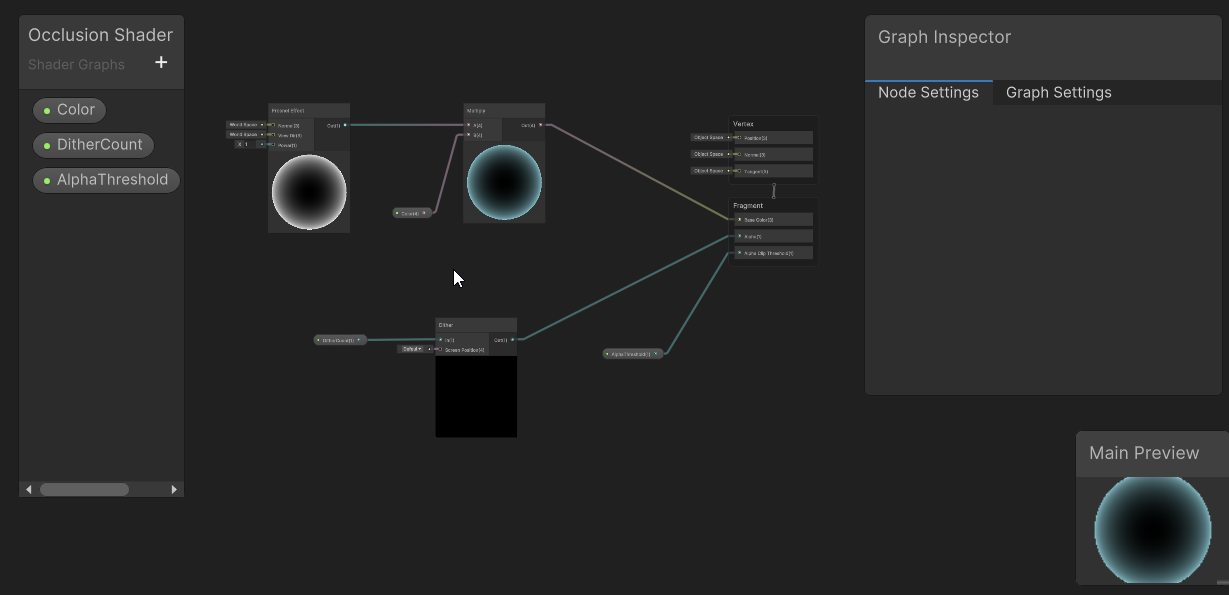 Occlusion Shader
Shader Graphs
+
Color
DitherCount
AlphaThreshold
Fresnel Effect
World Space
Normal(3)
Out(1)
World Space
View Dir(3)
X 1
Power(1)
Multiply
A(4)
Out(4)
B(4)
Color(4)
Vertex
Object Space
Position(3)
Object Space
Normal(3)
Object Space
Tangent(3)
Fragment
Base Color(3)
Alpha(1)
Alpha Clip Threshold(1)
Dither
DitherCount(1)
In(1)
Out(1)
Default
Screen Position(4)
AlphaThreshold(1)
Graph Inspector
Node Settings
Graph Settings
Main Preview